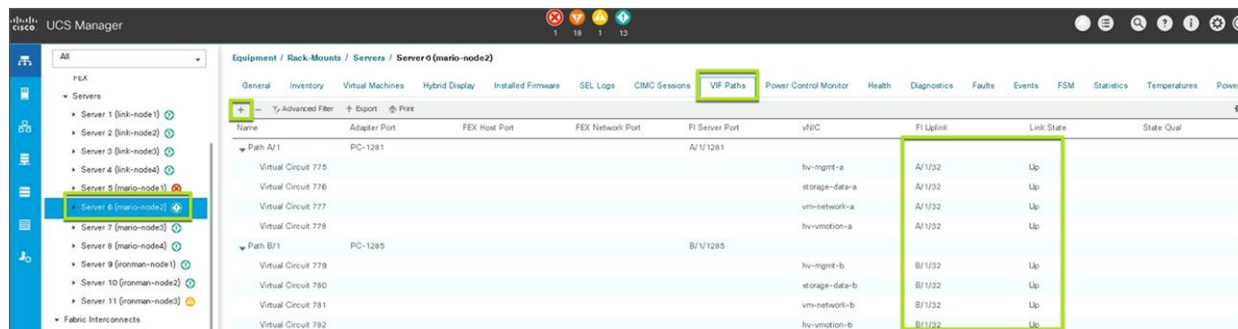 cisco. UCS Manager
1 18 1 13
All
Equipment / Rack-Mounts / Servers / Server 6 (mario-node2)
FEX
General Inventory Virtual Machines Hybrid Display Installed Firmware SEL Logs CIMC Sessions VIF Paths Power Control Monitor Health Diagnostics Faults Events FSM Statistics Temperatures Power
Servers
+ – Advanced Filter Export Print
Server 1 (link-node1)
Server 2 (link-node2)
Server 3 (link-node3)
Server 4 (link-node4)
Server 5 (mario-node1)
Server 6 (mario-node2)
Server 7 (mario-node3)
Server 8 (mario-node4)
Server 9 (ironman-node1)
Server 10 (ironman-node2)
Server 11 (ironman-node3)
Fabric Interconnects
Name Adapter Port FEX Host Port FEX Network Port FI Server Port vNIC FI Uplink Link State State Qual
Path A/1 PC-1281 A/1/1281
Virtual Circuit 775 hv-mgmt-a A/1/32 Up
Virtual Circuit 776 storage-data-a A/1/32 Up
Virtual Circuit 777 vm-network-a A/1/32 Up
Virtual Circuit 778 hv-vmotion-a A/1/32 Up
Path B/1 PC-1285 B/1/1285
Virtual Circuit 779 hv-mgmt-b B/1/32 Up
Virtual Circuit 780 storage-data-b B/1/32 Up
Virtual Circuit 781 vm-network-b B/1/32 Up
Virtual Circuit 782 hv-vmotion-b B/1/32 Up